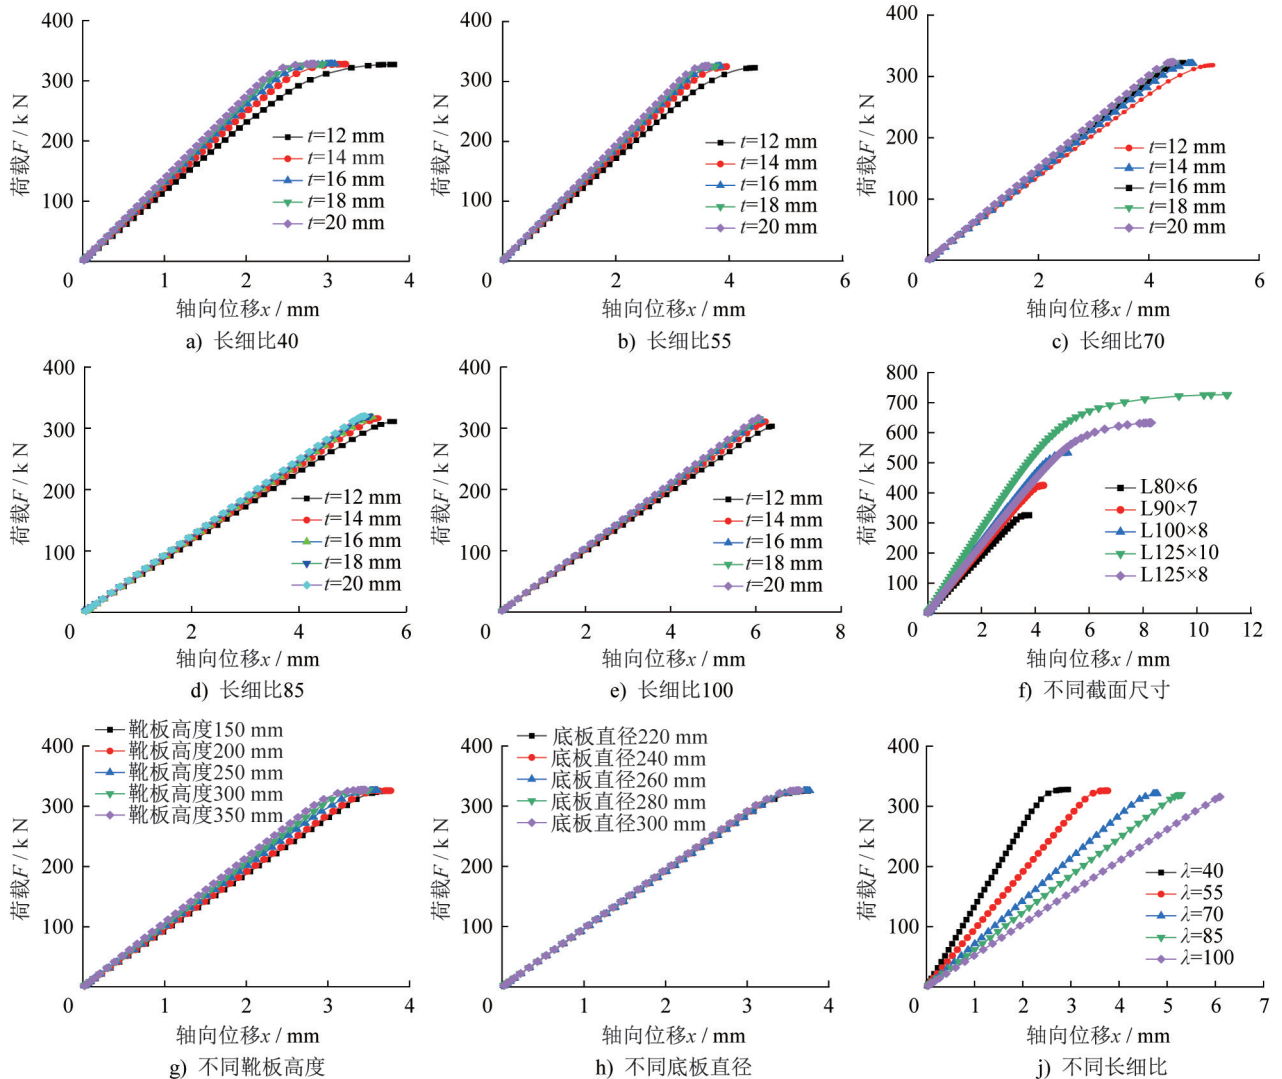 400
300
200
100
0
1
2
3
4
荷载F / k N
t=12 mm
t=14 mm
t=16 mm
t=18 mm
t=20 mm
轴向位移x / mm
a) 长细比40
400
300
200
100
0
2
4
6
荷载F / k N
t=12 mm
t=14 mm
t=16 mm
t=18 mm
t=20 mm
轴向位移x / mm
b) 长细比55
400
300
200
100
0
2
4
6
荷载F / k N
t=12 mm
t=14 mm
t=16 mm
t=18 mm
t=20 mm
轴向位移x / mm
c) 长细比70
400
300
200
100
0
2
4
6
荷载F / k N
t=12 mm
t=14 mm
t=16 mm
t=18 mm
t=20 mm
轴向位移x / mm
d) 长细比85
400
300
200
100
0
2
4
6
8
荷载F / k N
t=12 mm
t=14 mm
t=16 mm
t=18 mm
t=20 mm
轴向位移x / mm
e) 长细比100
800
700
600
500
400
300
200
100
0
2
4
6
8
10
12
荷载F / k N
L80×6
L90×7
L100×8
L125×10
L125×8
轴向位移x / mm
f) 不同截面尺寸
靴板高度150 mm
靴板高度200 mm
靴板高度250 mm
靴板高度300 mm
靴板高度350 mm
400
300
200
100
0
1
2
3
4
荷载F / k N
轴向位移x / mm
g) 不同靴板高度
底板直径220 mm
底板直径240 mm
底板直径260 mm
底板直径280 mm
底板直径300 mm
400
300
200
100
0
1
2
3
4
荷载F / k N
轴向位移x / mm
h) 不同底板直径
400
300
200
100
0
1
2
3
4
5
6
7
荷载F / k N
λ=40
λ=55
λ=70
λ=85
λ=100
轴向位移x / mm
j) 不同长细比